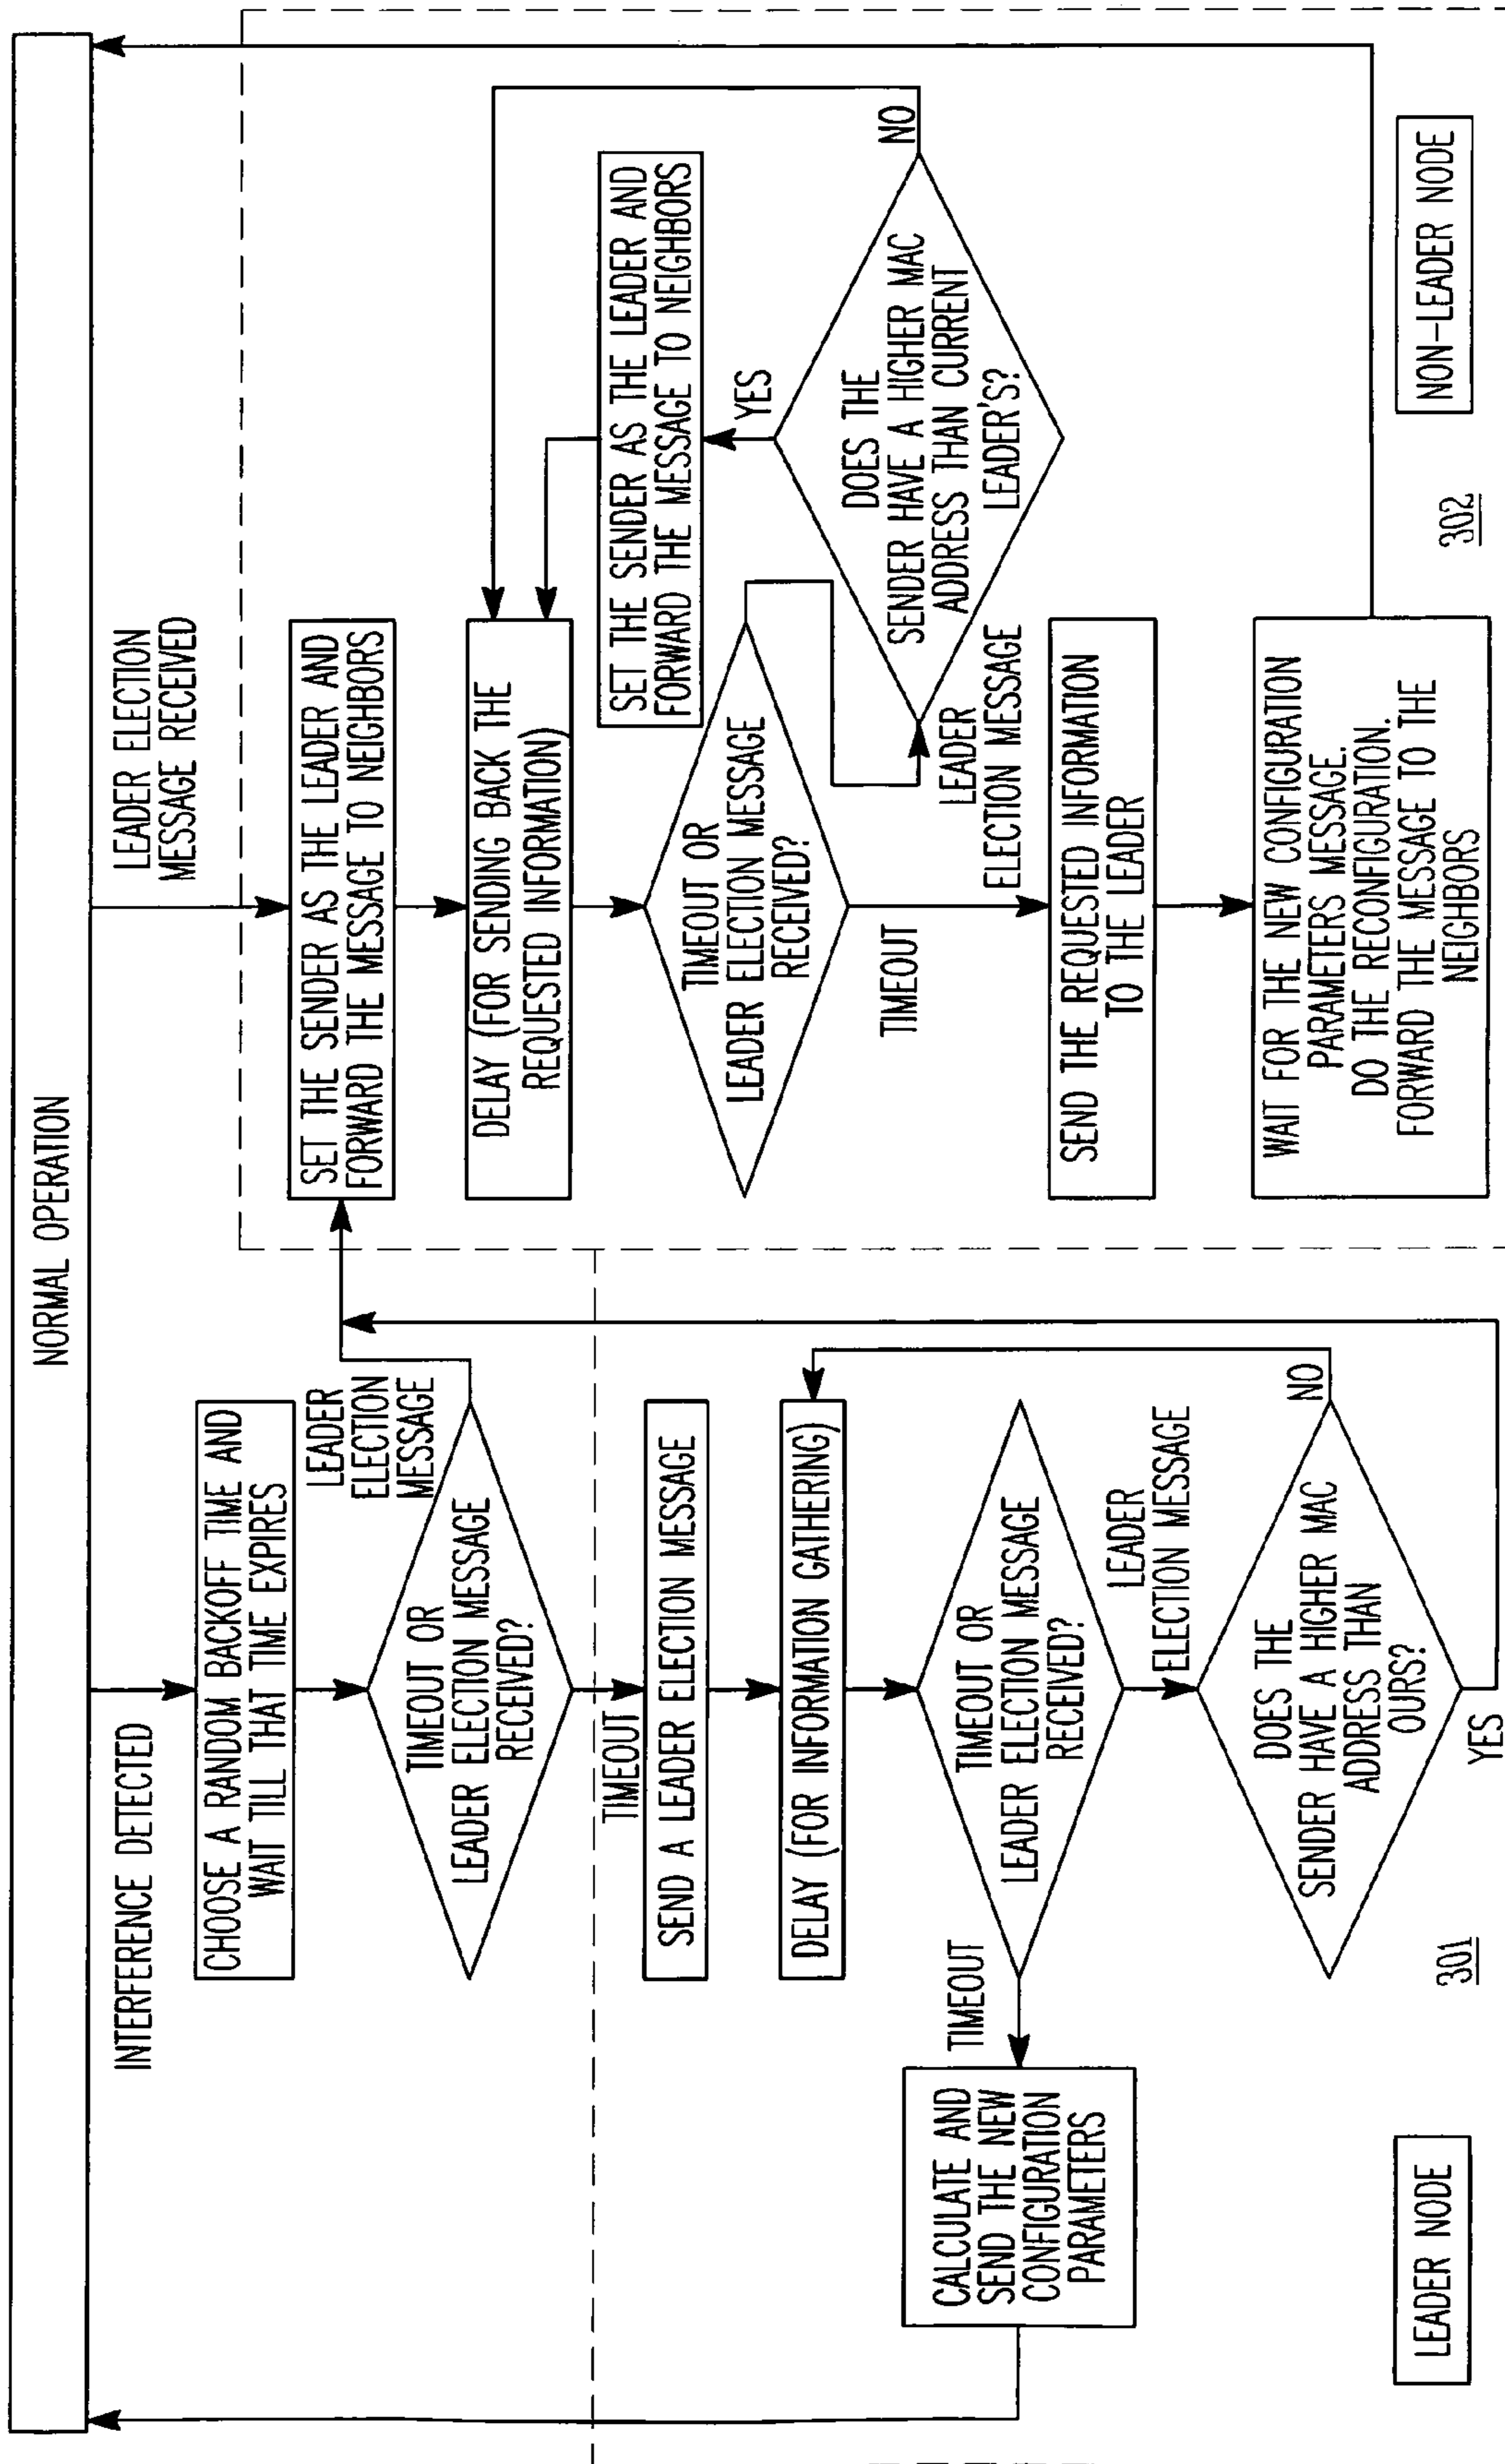 NORMAL OPERATION
INTERFERENCE DETECTED
CHOOSE A RANDOM BACKOFF TIME AND
WAIT TILL THAT TIME EXPIRES
TIMEOUT OR
LEADER ELECTION MESSAGE
RECEIVED?
LEADER
ELECTION
MESSAGE
TIMEOUT
SEND A LEADER ELECTION MESSAGE
DELAY (FOR INFORMATION GATHERING)
TIMEOUT OR
LEADER ELECTION MESSAGE
RECEIVED?
TIMEOUT
CALCULATE AND
SEND THE NEW
CONFIGURATION
PARAMETERS
LEADER
ELECTION MESSAGE
DOES THE
SENDER HAVE A HIGHER MAC
ADDRESS THAN
OURS?
NO
YES
LEADER NODE
301
LEADER ELECTION
MESSAGE RECEIVED
SET THE SENDER AS THE LEADER AND
FORWARD THE MESSAGE TO NEIGHBORS
DELAY (FOR SENDING BACK THE
REQUESTED INFORMATION)
TIMEOUT OR
LEADER ELECTION MESSAGE
RECEIVED?
TIMEOUT
LEADER
ELECTION MESSAGE
SET THE SENDER AS THE LEADER AND
FORWARD THE MESSAGE TO NEIGHBORS
YES
NO
DOES THE
SENDER HAVE A HIGHER MAC
ADDRESS THAN CURRENT
LEADER'S?
SEND THE REQUESTED INFORMATION
TO THE LEADER
WAIT FOR THE NEW CONFIGURATION
PARAMETERS MESSAGE.
DO THE RECONFIGURATION.
FORWARD THE MESSAGE TO THE
NEIGHBORS
302
NON-LEADER NODE